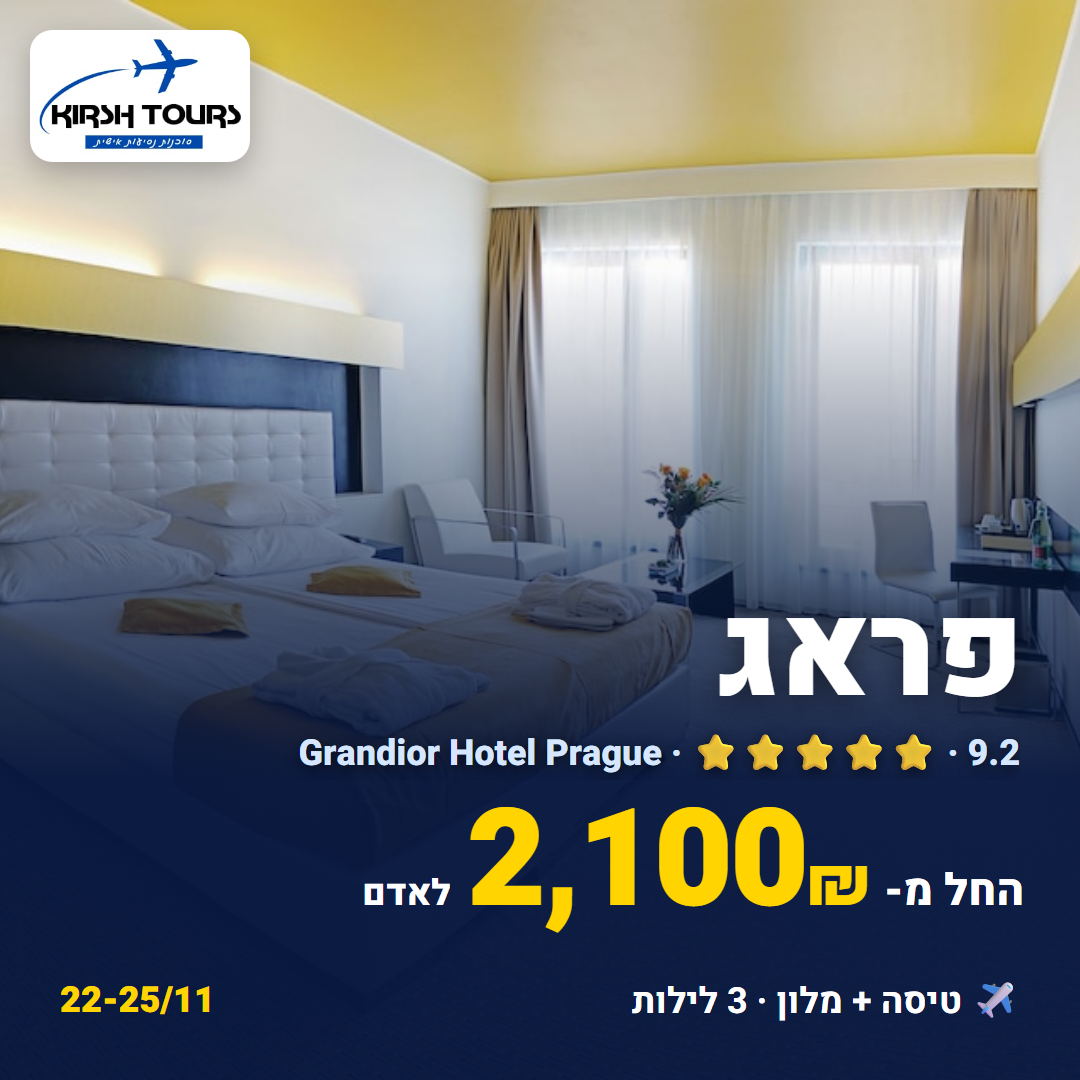 KIRSH TOURS
סוכנות נסיעות אישית
פראג
Grandior Hotel Prague · ⭐⭐⭐⭐⭐ · 9.2
החל מ- ₪2,100 לאדם
✈️ טיסה + מלון · 3 לילות
22-25/11